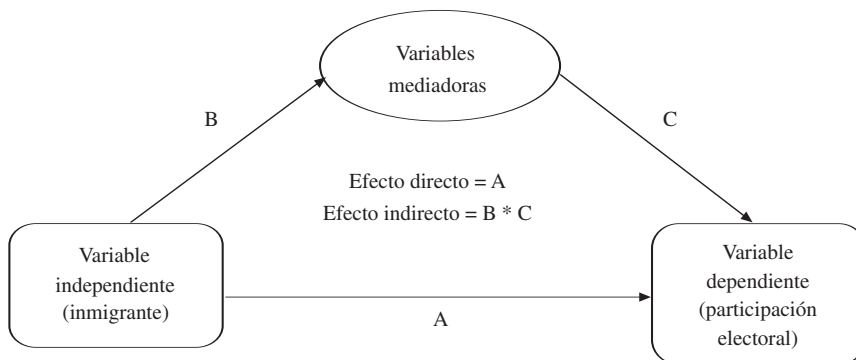 Variables
mediadoras
B
C
Efecto directo = A
Efecto indirecto = B * C
Variable
independiente
(inmigrante)
A
Variable
dependiente
(participación
electoral)